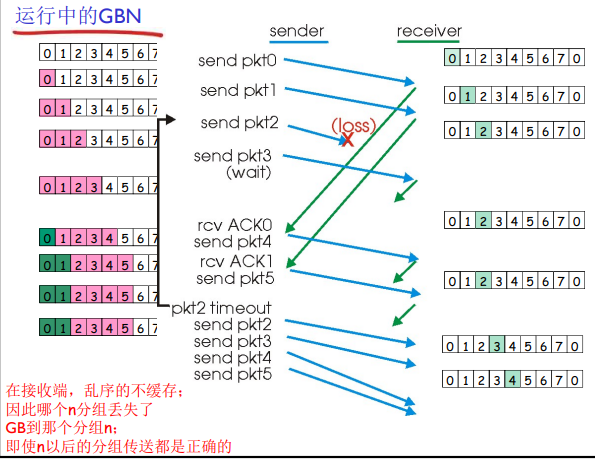 运行中的GBN
sender
receiver
0 1 2 3 4 5 6 7
0 1 2 3 4 5 6 7
0 1 2 3 4 5 6 7
0 1 2 3 4 5 6 7
0 1 2 3 4 5 6 7
0 1 2 3 4 5 6 7
0 1 2 3 4 5 6 7
0 1 2 3 4 5 6 7
0 1 2 3 4 5 6 7
send pkt0
send pkt1
send pkt2
(loss)
send pkt3
(wait)
rcv ACK0
send pkt4
rcv ACK1
send pkt5
pkt2 timeout
send pkt2
send pkt3
send pkt4
send pkt5
0 1 2 3 4 5 6 7 0
0 1 2 3 4 5 6 7 0
0 1 2 3 4 5 6 7 0
0 1 2 3 4 5 6 7 0
0 1 2 3 4 5 6 7 0
0 1 2 3 4 5 6 7 0
0 1 2 3 4 5 6 7 0
在接收端，乱序的不缓存；
因此哪个n分组丢失了
GB到那个分组n；
即使n以后的分组传送都是正确的